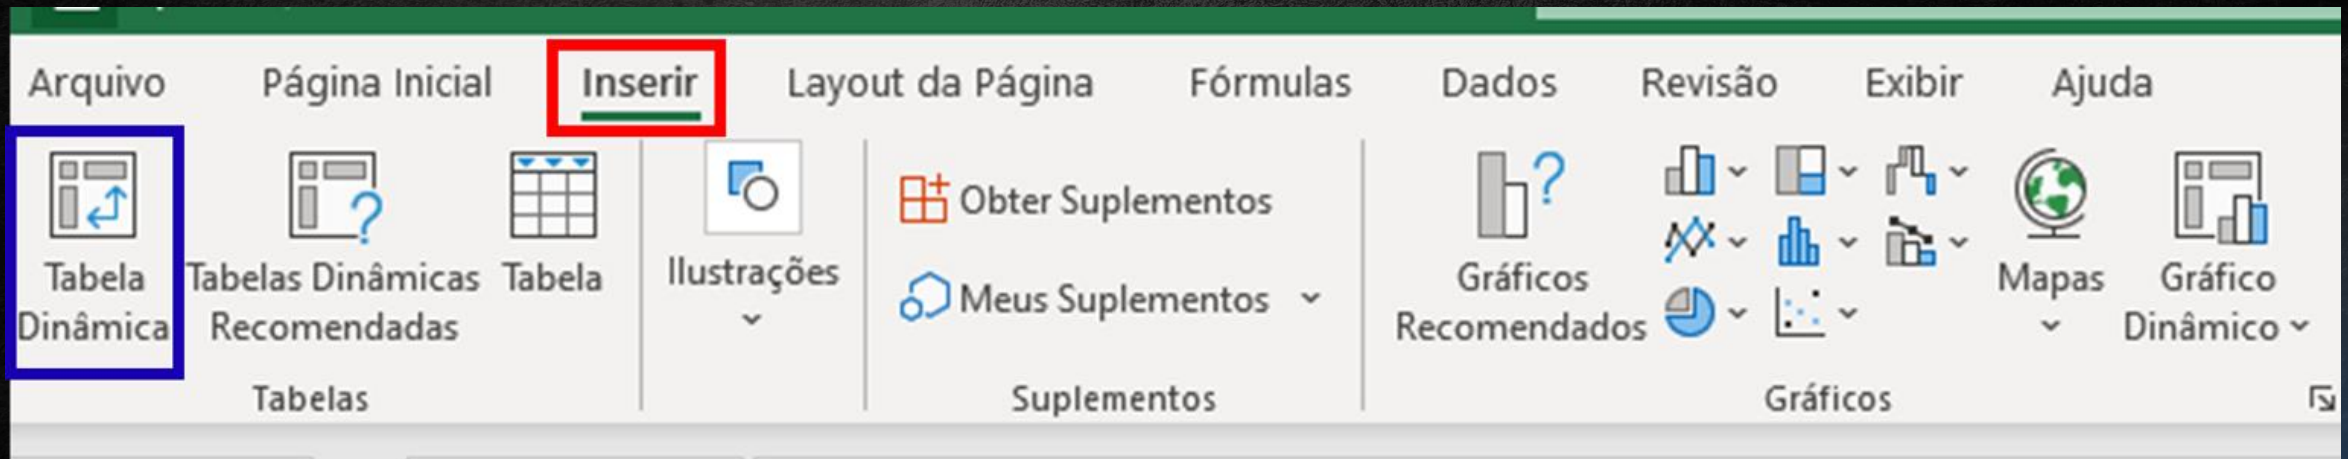 Arquivo Página Inicial Inserir Layout da Página Fórmulas Dados Revisão Exibir Ajuda
Tabela
Dinâmica
Tabelas Dinâmicas
Recomendadas
Tabela
Tabelas
Ilustrações
Obter Suplementos
Meus Suplementos
Suplementos
Gráficos
Recomendados
Mapas
Gráfico
Dinâmico
Gráficos